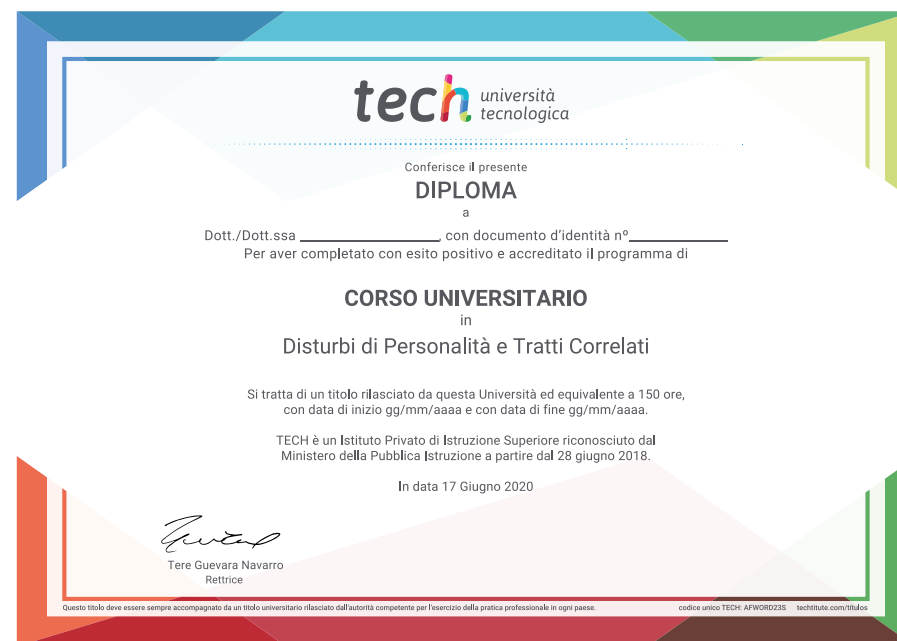 tech università
tecnologica
Conferisce il presente
DIPLOMA
a
Dott./Dott.ssa _________________, con documento d'identità nº____________
Per aver completato con esito positivo e accreditato il programma di
CORSO UNIVERSITARIO
in
Disturbi di Personalità e Tratti Correlati
Si tratta di un titolo rilasciato da questa Università ed equivalente a 150 ore,
con data di inizio gg/mm/aaaa e con data di fine gg/mm/aaaa.
TECH è un Istituto Privato di Istruzione Superiore riconosciuto dal
Ministero della Pubblica Istruzione a partire dal 28 giugno 2018.
In data 17 Giugno 2020
Tere Guevara Navarro
Rettrice
Questo titolo deve essere sempre accompagnato da un titolo universitario rilasciato dall'autorità competente per l'esercizio della pratica professionale in ogni paese. codice unico TECH: AFWORD23S techtitute.com/títulos